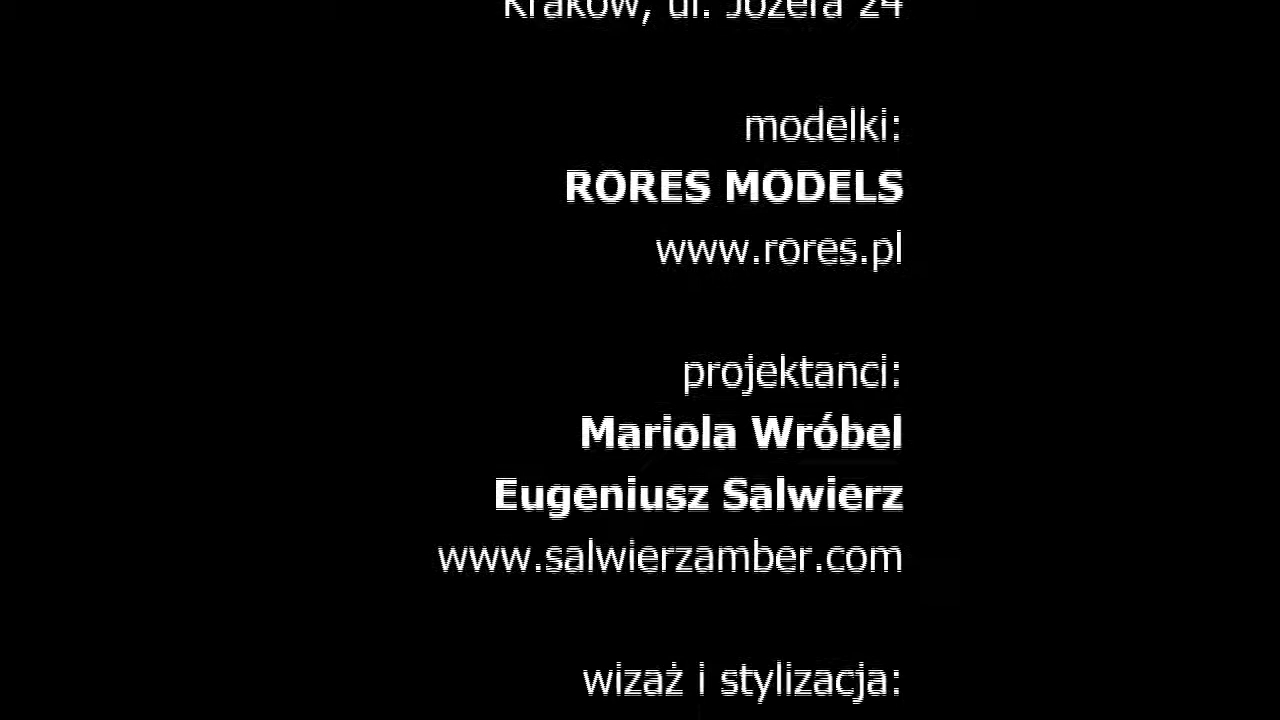 Kraków, ul. Józefa 24
modelki:
RORES MODELS
www.rores.pl
projektanci:
Mariola Wróbel
Eugeniusz Salwierz
www.salwierzamber.com
wizaż i stylizacja: